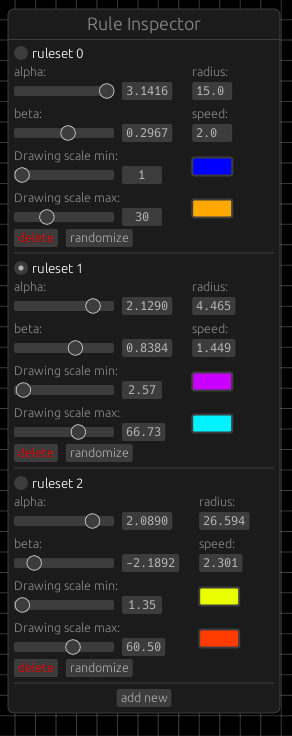 Rule Inspector
ruleset 0
alpha: radius:
3.1416 15.0
beta: speed:
0.2967 2.0
Drawing scale min:
1
Drawing scale max:
30
delete randomize
ruleset 1
alpha: radius:
2.1290 4.465
beta: speed:
0.8384 1.449
Drawing scale min:
2.57
Drawing scale max:
66.73
delete randomize
ruleset 2
alpha: radius:
2.0890 26.594
beta: speed:
−2.1892 2.301
Drawing scale min:
1.35
Drawing scale max:
60.50
delete randomize
add new